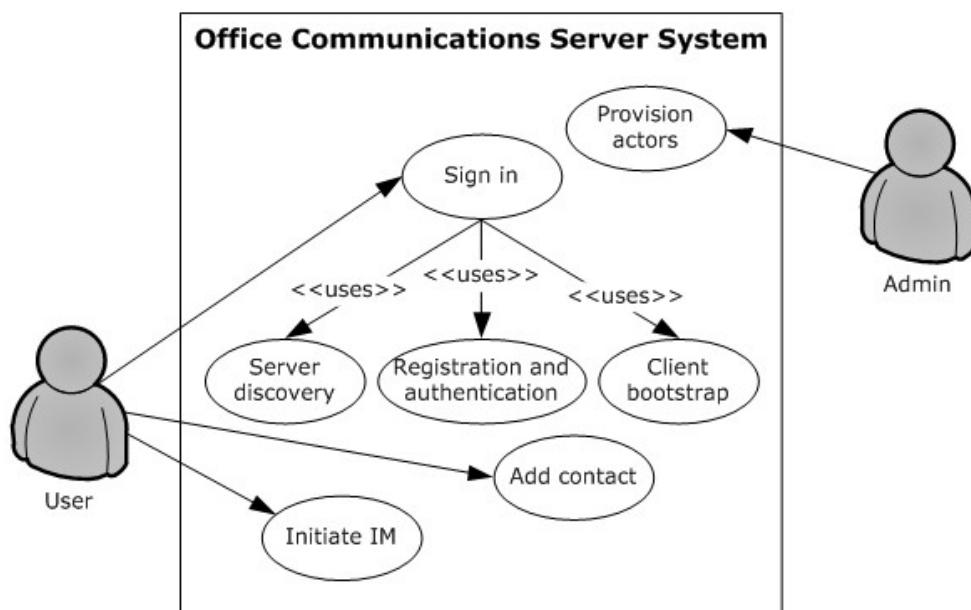 Office Communications Server System
Provision
actors
Sign in
Admin
<<uses>>
<<uses>>
<<uses>>
Server
discovery
Registration and
authentication
Client
bootstrap
Add contact
User
Initiate IM